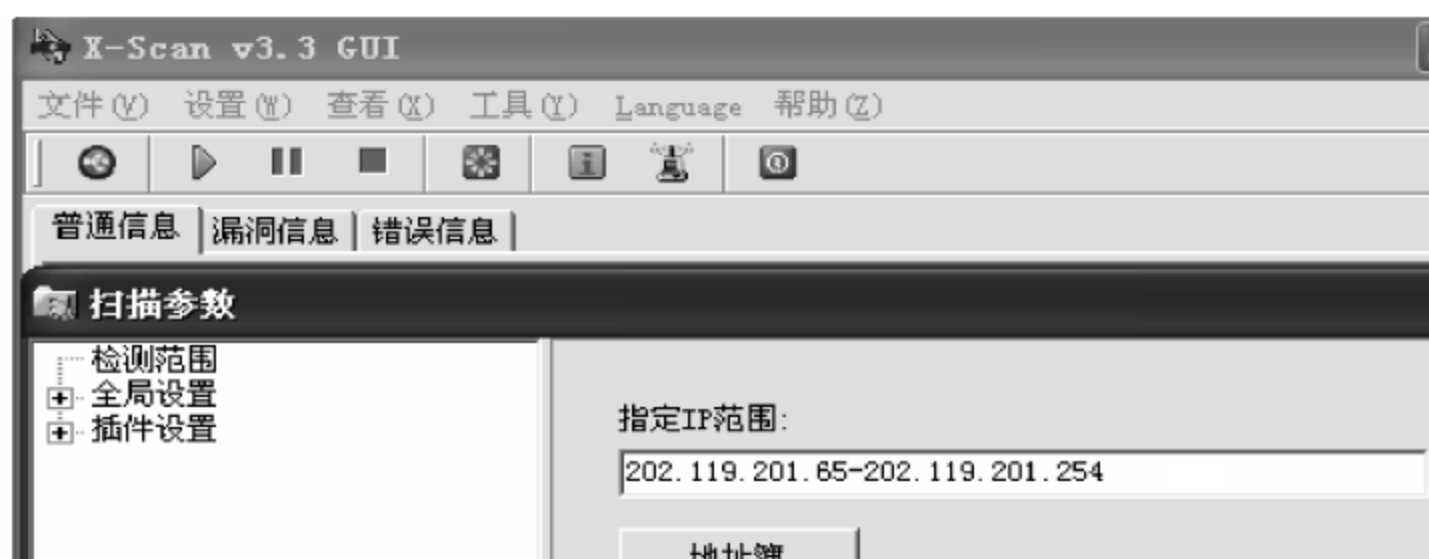 X-Scan v3.3 GUI
文件(V) 设置(W) 查看(X) 工具(Y) Language 帮助(Z)
普通信息 漏洞信息 错误信息
扫描参数
检测范围
全局设置
插件设置
指定IP范围:
202.119.201.65-202.119.201.254
地址簿